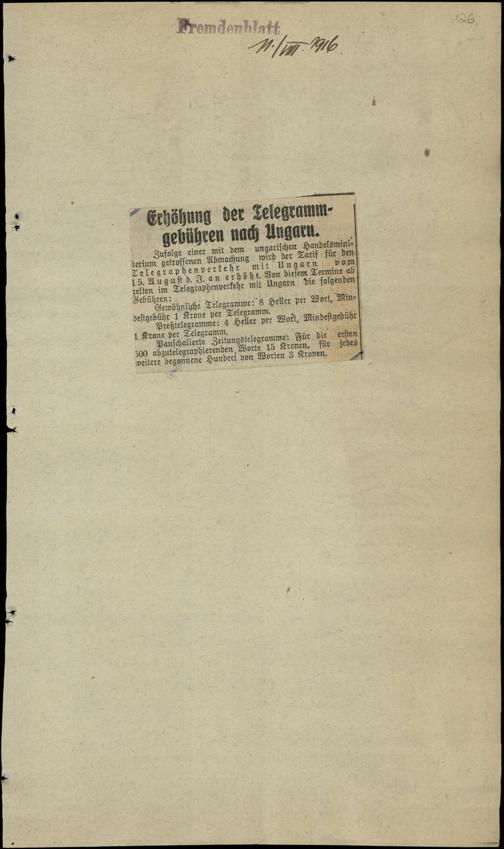 126
Fremdenblatt
11./VIII. 1916.
Erhöhung der Telegramm-
gebühren nach Ungarn.
Zufolge einer mit dem ungarischen Handelsmini-
terium getroffenen Abmachung wird der Tarif für den
Telegraphenverkehr mit Ungarn vom
15. August d. J. an erhöht. Von diesem Termine ab
gelten im Telegraphenverkehr mit Ungarn die folgenden
Gebühren:
Gewöhnliche Telegramme: 8 Heller per Wort, Min-
destgebühr 1 Krone per Telegramm.
Preßtelegramme: 4 Heller per Wort, Mindestgebühr
1 Krone per Telegramm.
Pauschalierte Zeitungstelegramme: Für die ersten
500 abzutelegraphierenden Worte 15 Kronen, für jedes
weitere begonnene Hundert von Worten 3 Kronen.